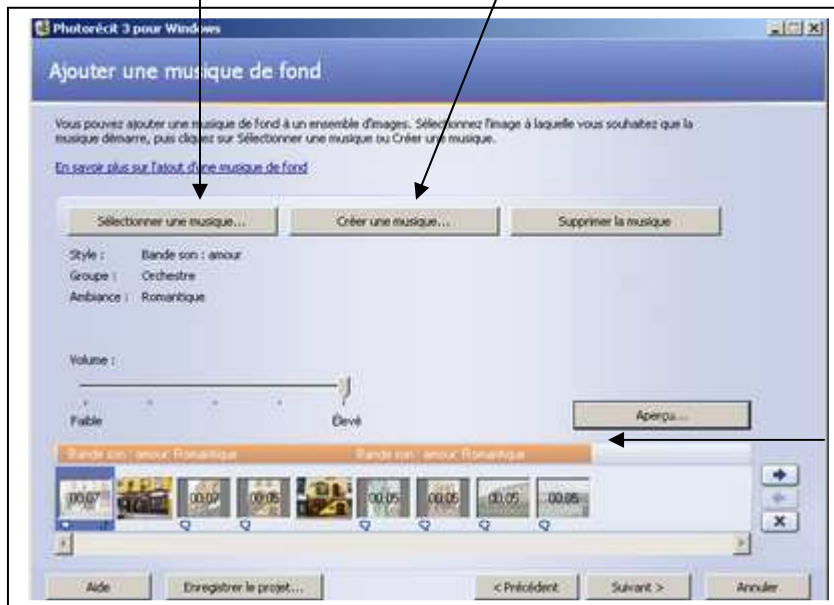 Photorécit 3 pour Windows
Ajouter une musique de fond
Vous pouvez ajouter une musique de fond à un ensemble d'images. Sélectionnez l'image à laquelle vous souhaitez que la
musique démarre, puis cliquez sur Sélectionner une musique ou Créer une musique.
En savoir plus sur l'ajout d'une musique de fond
Sélectionner une musique... Créer une musique... Supprimer la musique
Style : Bande son : amour
Groupe : Orchestre
Ambiance : Romantique
Volume :
Faible Élevé Aperçu...
Bande son : amour Romantique Bande son : amour Romantique
00:07 00:07 00:05 00:05 00:05 00:05 00:05
Aide Enregistrer le projet... < Précédent Suivant > Annuler